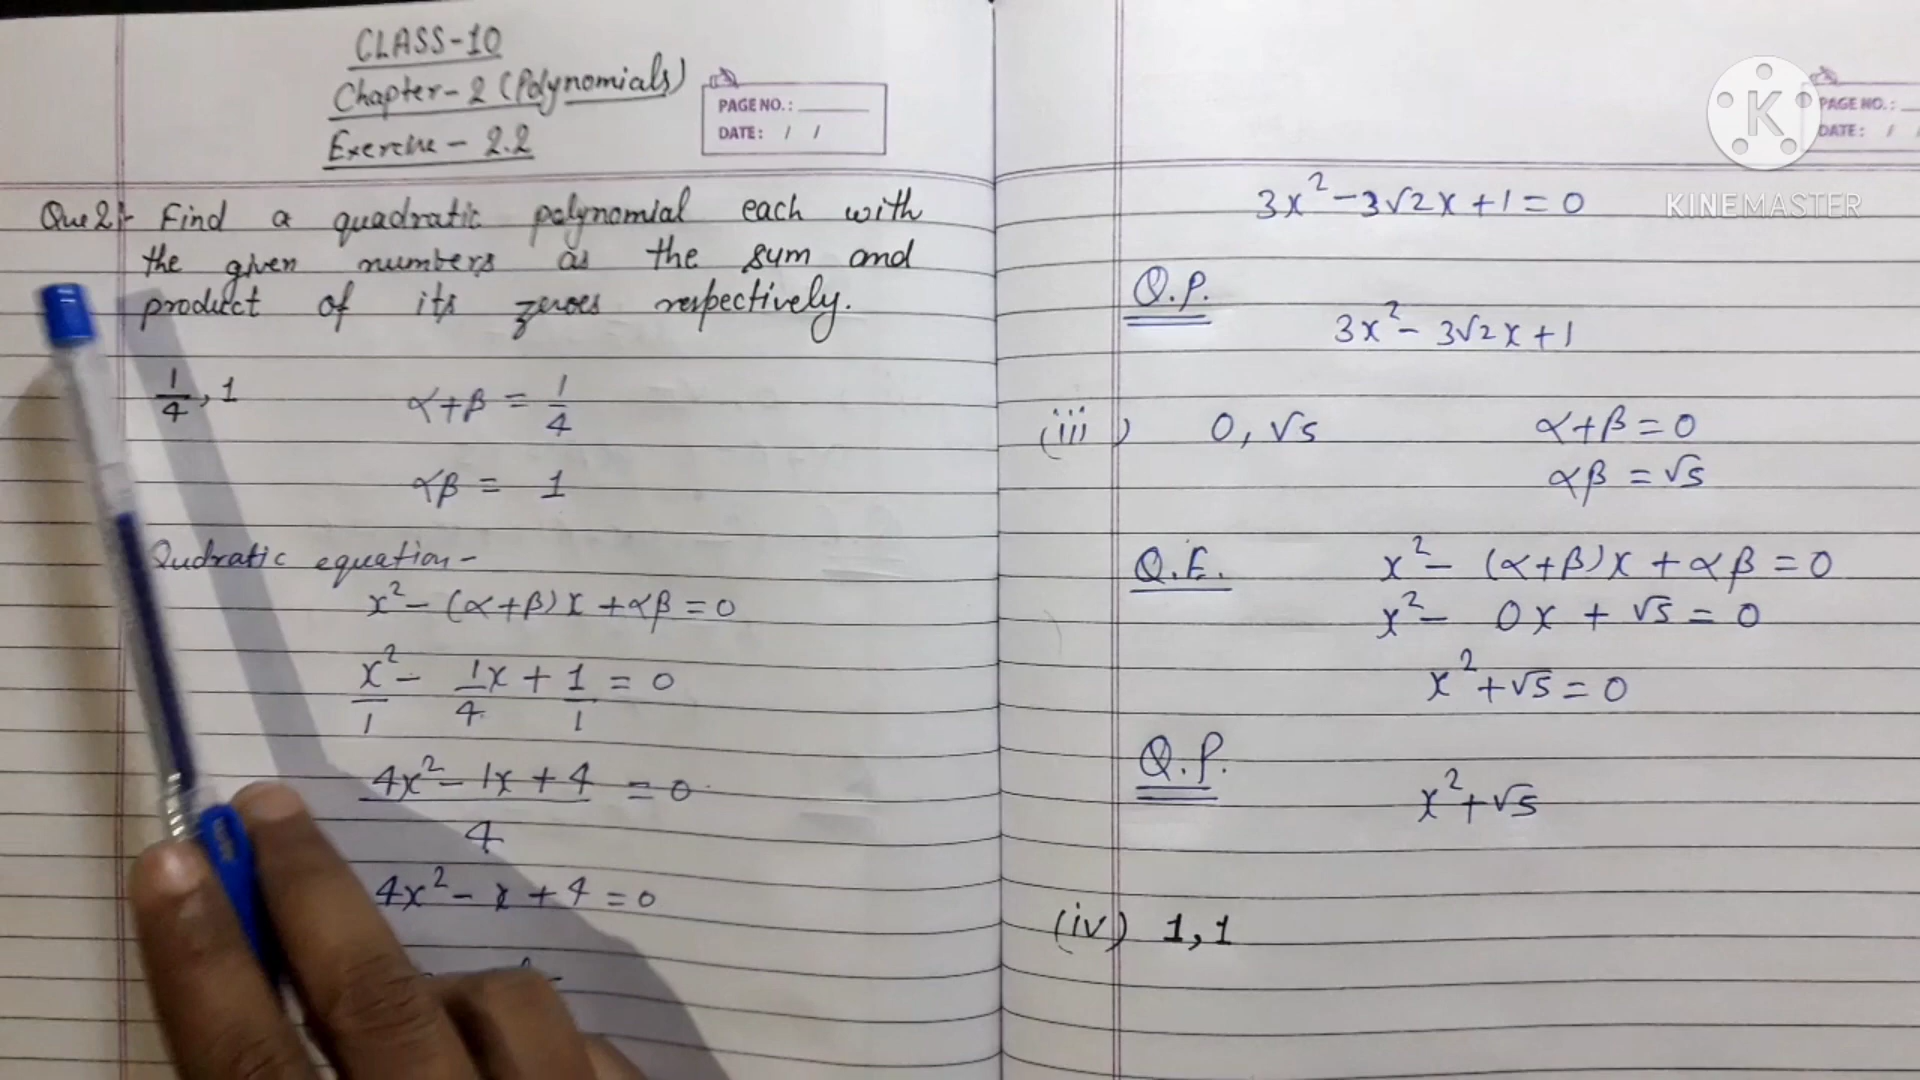 CLASS-10
Chapter-2 (Polynomials)
Exercise - 2.2
PAGE NO.:
DATE: / /
Que 2:- Find a quadratic polynomial each with
the given numbers as the sum and
product of its zeroes respectively.
1/4, 1 α+β = 1/4
αβ = 1
Qudratic equation -
x² - (α+β)x + αβ = 0
x²/1 - 1/4 x + 1/1 = 0
(4x² - 1x + 4)/4 = 0
4x² - x + 4 = 0
K
KINEMASTER
PAGE NO.:
DATE: /
3x² - 3√2x + 1 = 0
Q.P.
3x² - 3√2x + 1
(iii) 0, √5 α+β = 0
αβ = √5
Q.E. x² - (α+β)x + αβ = 0
x² - 0x + √5 = 0
x² + √5 = 0
Q.P.
x² + √5
(iv) 1, 1